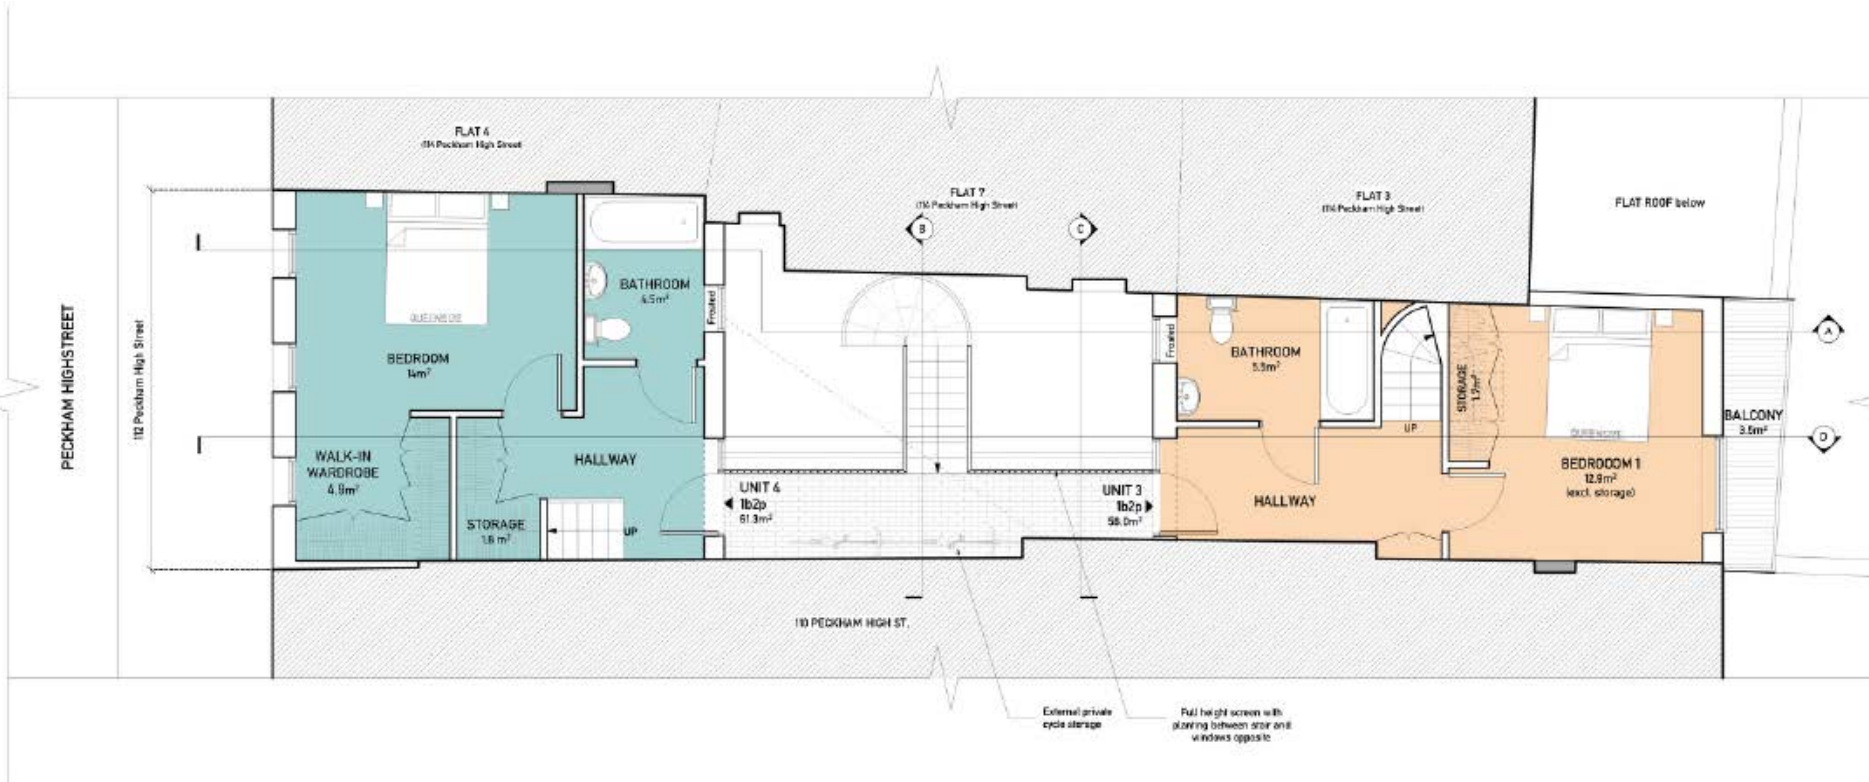 FLAT 4
(114 Peckham High Street)
FLAT 7
(114 Peckham High Street)
FLAT 3
(114 Peckham High Street)
FLAT ROOF below
B
C
A
D
PECKHAM HIGHSTREET
112 Peckham High Street
BEDROOM
14m²
BATHROOM
4.5m²
Frosted
WALK-IN
WARDROBE
4.9m²
STORAGE
1.8 m²
HALLWAY
UP
UNIT 4
1b2p
61.3m²
UNIT 3
1b2p
58.0m²
Frosted
BATHROOM
5.5m²
UP
HALLWAY
STORAGE
1.7m²
BEDROOOM 1
12.9m²
(excl. storage)
BALCONY
3.5m²
110 PECKHAM HIGH ST.
External private
cycle storage
Full height screen with
planting between stair and
windows opposite